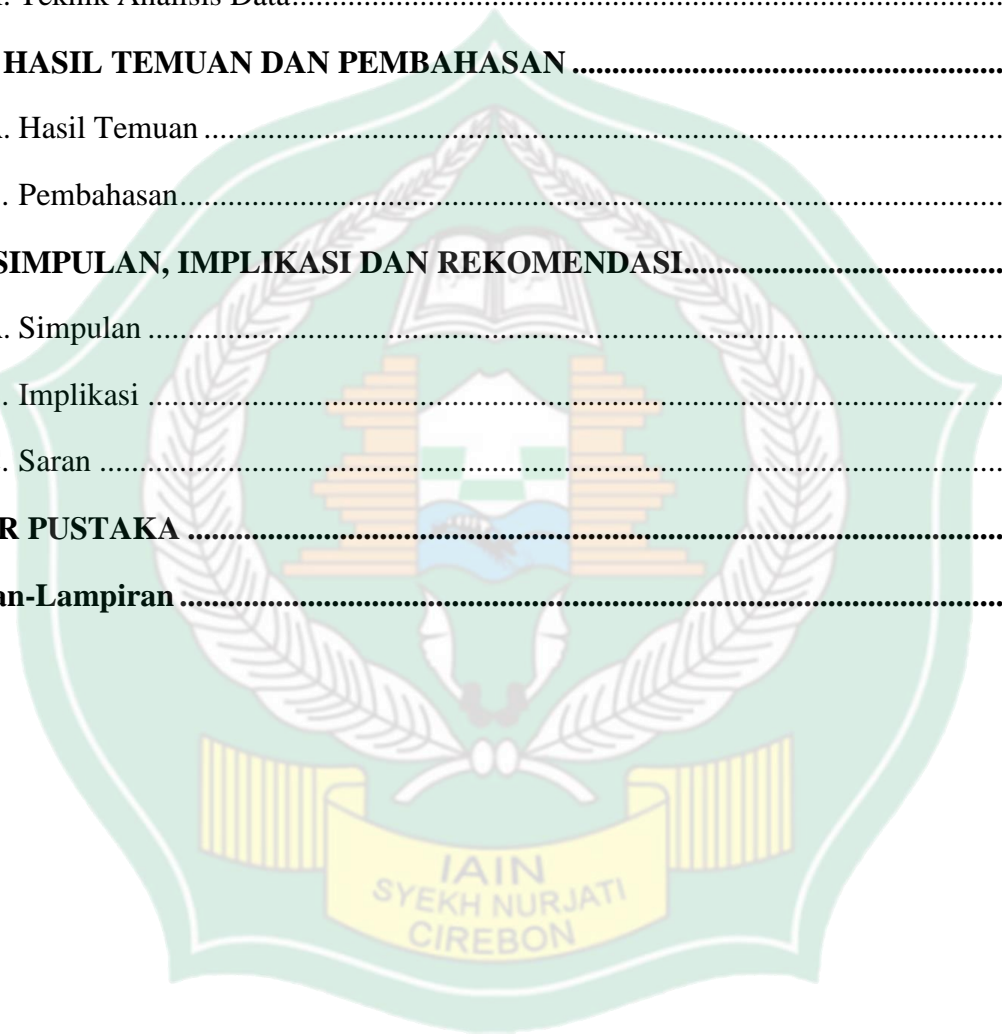 . Teknik Analisis Data....................................................................................................
HASIL TEMUAN DAN PEMBAHASAN ....................................................
. Hasil Temuan ....................................................................................................
. Pembahasan....................................................................................................
SIMPULAN, IMPLIKASI DAN REKOMENDASI.......................................
. Simpulan ....................................................................................................
. Implikasi ....................................................................................................
. Saran ....................................................................................................
R PUSTAKA ....................................................................................................
an-Lampiran ....................................................................................................
IAIN
SYEKH NURJATI
CIREBON